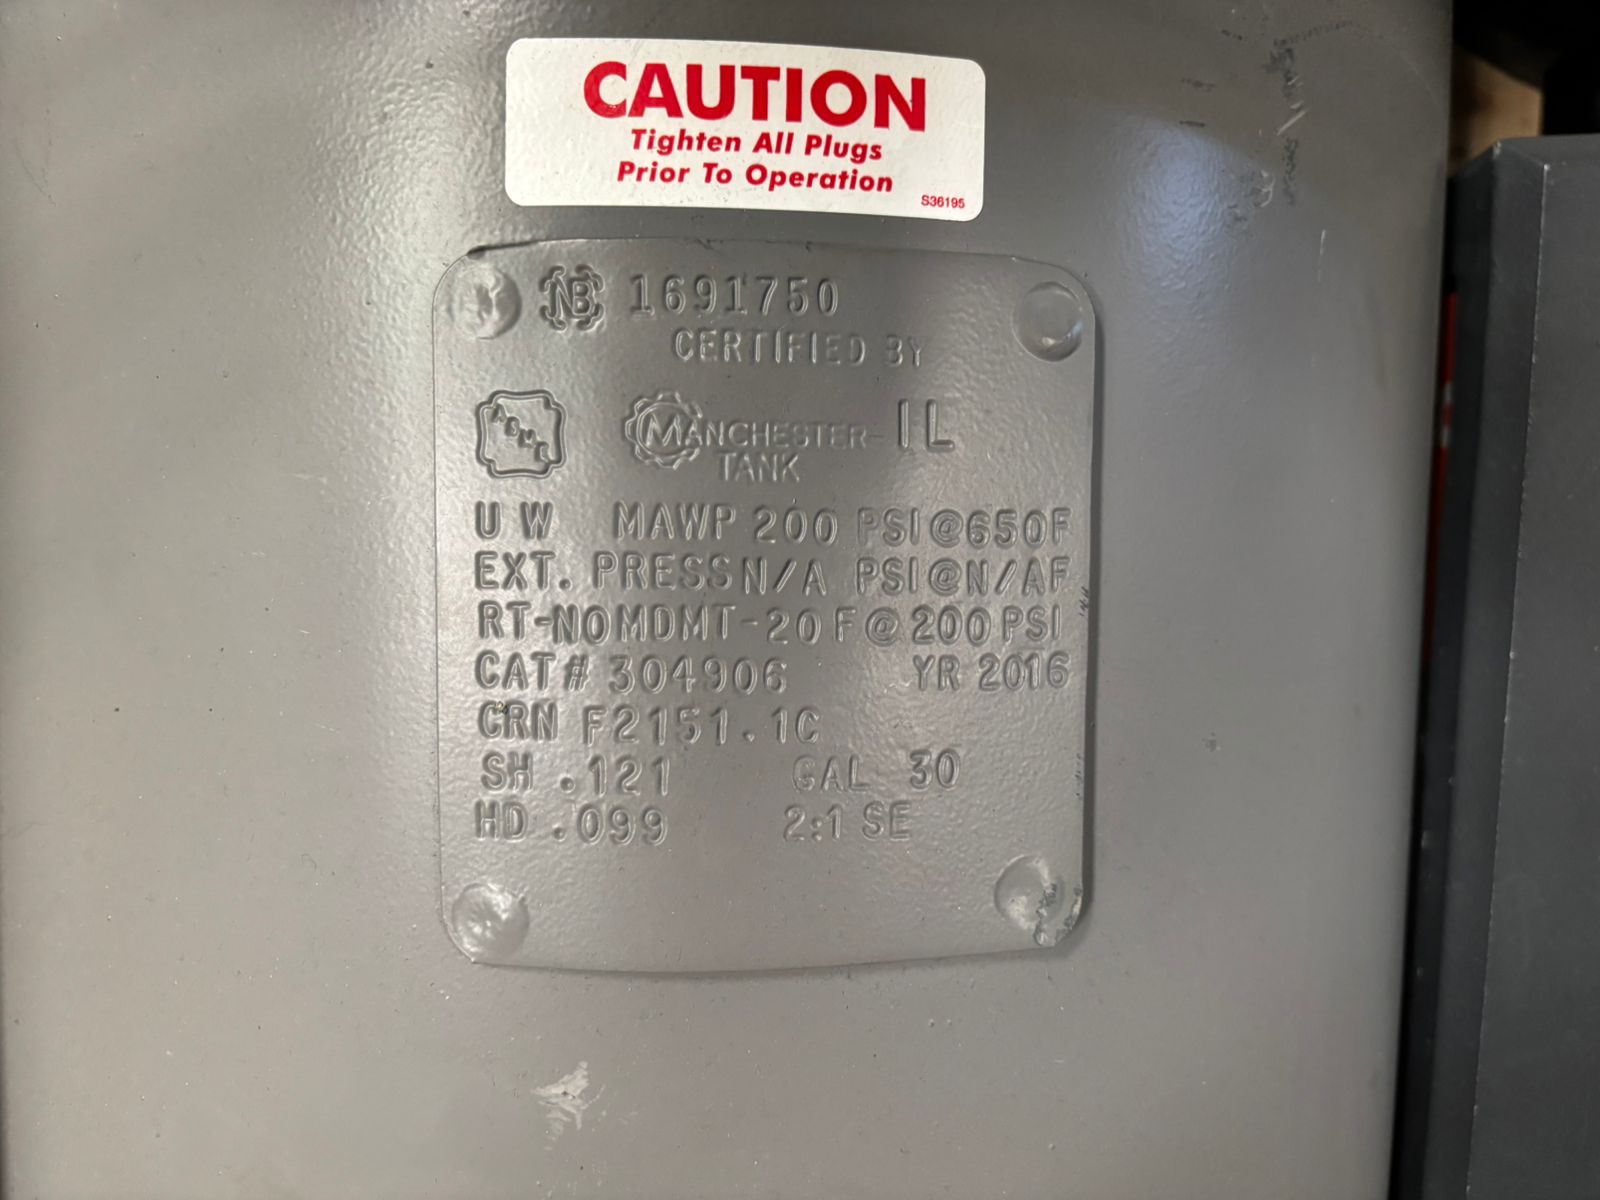 CAUTION
Tighten All Plugs
Prior To Operation
S36195
NB 1691750
CERTIFIED BY
ASME MANCHESTER TANK - IL
U W MAWP 200 PSI@650F
EXT. PRESS N/A PSI@N/AF
RT-NO MDMT-20 F@200 PSI
CAT# 304906 YR 2016
CRN F2151.1C
SH .121 GAL 30
HD .099 2:1 SE